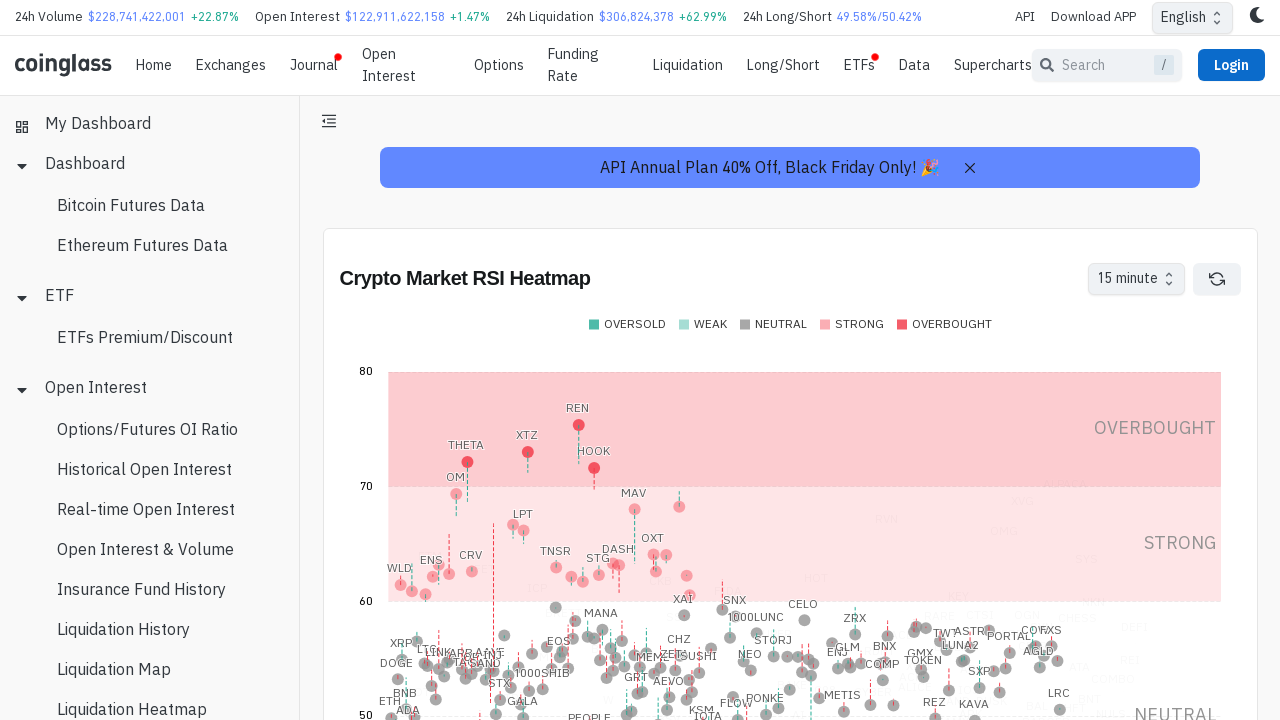 24h Volume $228,741,422,001 +22.87% Open Interest $122,911,622,158 +1.47% 24h Liquidation $306,824,378 +62.99% 24h Long/Short 49.58%/50.42% API Download APP English
coinglass Home Exchanges Journal Open Interest Options Funding Rate Liquidation Long/Short ETFs Data Supercharts Search / Login
My Dashboard
Dashboard
Bitcoin Futures Data
Ethereum Futures Data
ETF
ETFs Premium/Discount
Open Interest
Options/Futures OI Ratio
Historical Open Interest
Real-time Open Interest
Open Interest & Volume
Insurance Fund History
Liquidation History
Liquidation Map
Liquidation Heatmap
API Annual Plan 40% Off, Black Friday Only! 🎉
Crypto Market RSI Heatmap 15 minute
OVERSOLD WEAK NEUTRAL STRONG OVERBOUGHT
80
REN
OVERBOUGHT
XTZ
THETA
HOOK
OM
70
MAV
LPT
OXT
STRONG
DASH
TNSR
CRV
STG
ENS
WLD
60
XAI
SNX
CELO
MANA
1000LUNC
ZRX
TWT
ASTR
COTI
FXS
PORTAL
XRP
EOS
CHZ
STORJ
LTC
LINK
DOGE
MEME
SUSHI
NEO
ENJ
GLM
BNX
GMX
LUNA2
AGLD
SAND
COMP
TOKEN
SXP
1000SHIB
GRT
AEVO
STX
BNB
ETH
GALA
FLOW
PONKE
METIS
REZ
KAVA
LRC
ADA
KSM
PEOPLE
IOTA
50
NEUTRAL